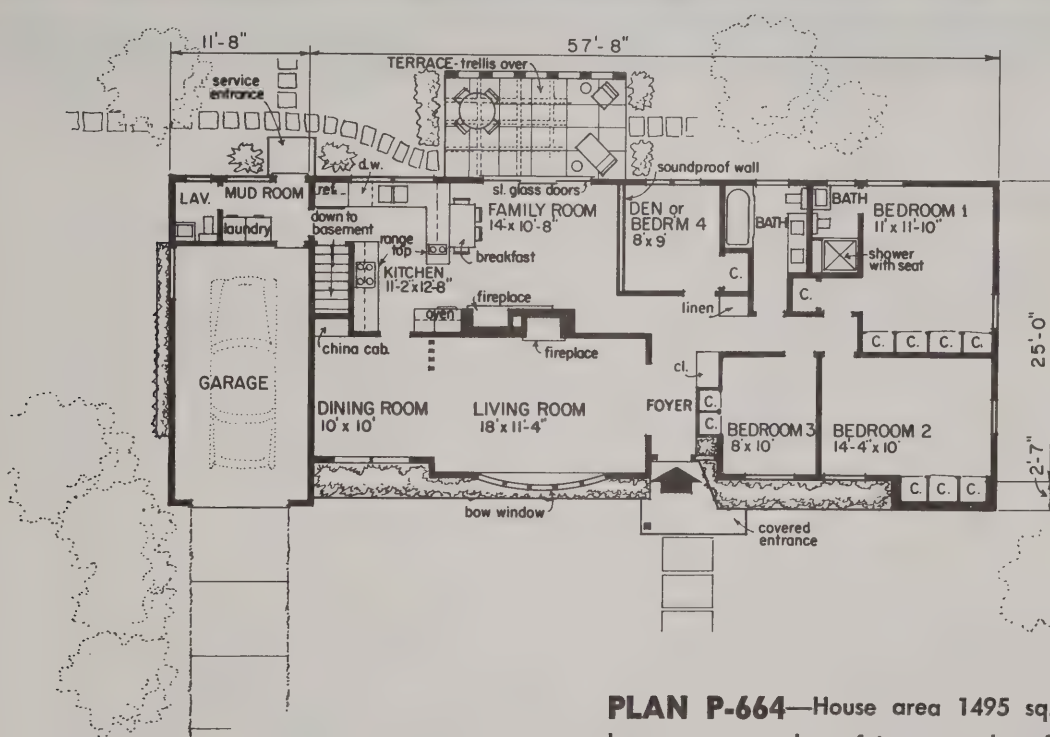 11'-8"
57'-8"
TERRACE-trellis over
service
entrance
soundproof wall
d.w.
LAV.
MUD ROOM
ref.
sl. glass doors
laundry
down to
basement
FAMILY ROOM
14'x 10'-8"
DEN or
BEDR'M 4
8'x 9'
BATH
BATH
BEDROOM 1
11' x 11'-10"
range
top
breakfast
KITCHEN
11'-2"x12'-8"
C.
shower
with seat
fireplace
linen
C.
oven
china cab.
fireplace
C. C. C. C.
25'-0"
cl.
GARAGE
DINING ROOM
10' x 10'
LIVING ROOM
18' x 11'-4"
FOYER
C.
C.
BEDROOM 3
8' x 10'
BEDROOM 2
14'-4"x 10'
2'-7"
C. C. C.
bow window
covered
entrance
PLAN P-664—House area 1495 sq